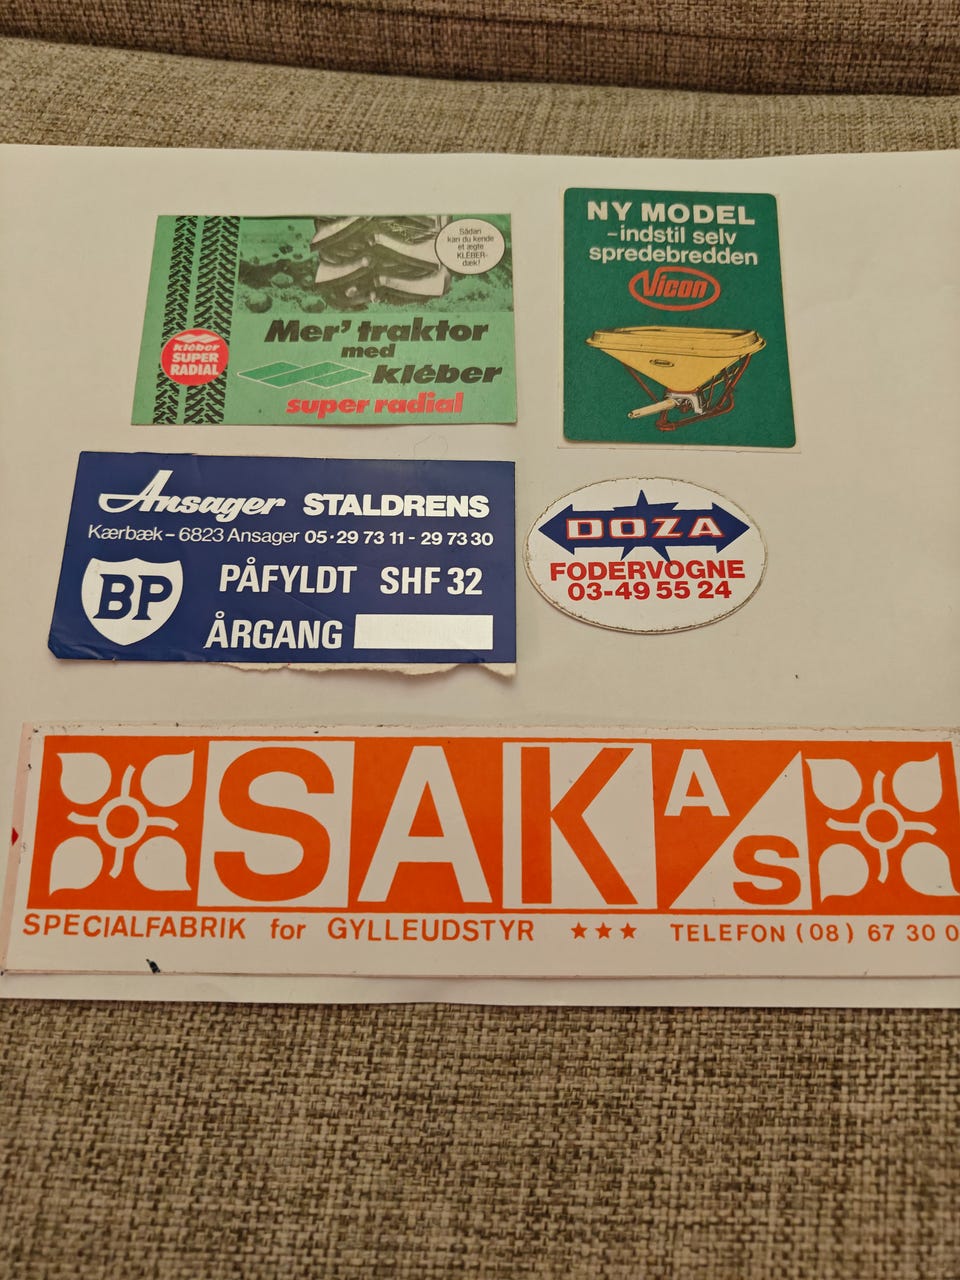 Sådan
kan du kende
et ægte
KLÉBER-
dæk!
Mer' traktor
med
kléber
super radial
kléber
SUPER
RADIAL
NY MODEL
–indstil selv
spredebredden
Vicon
Ansager STALDRENS
Kærbæk – 6823 Ansager 05·29 73 11 - 29 73 30
BP
PÅFYLDT SHF 32
ÅRGANG
DOZA
FODERVOGNE
03-49 55 24
SAK A/S
SPECIALFABRIK for GYLLEUDSTYR ★★★ TELEFON (08) 67 30 0